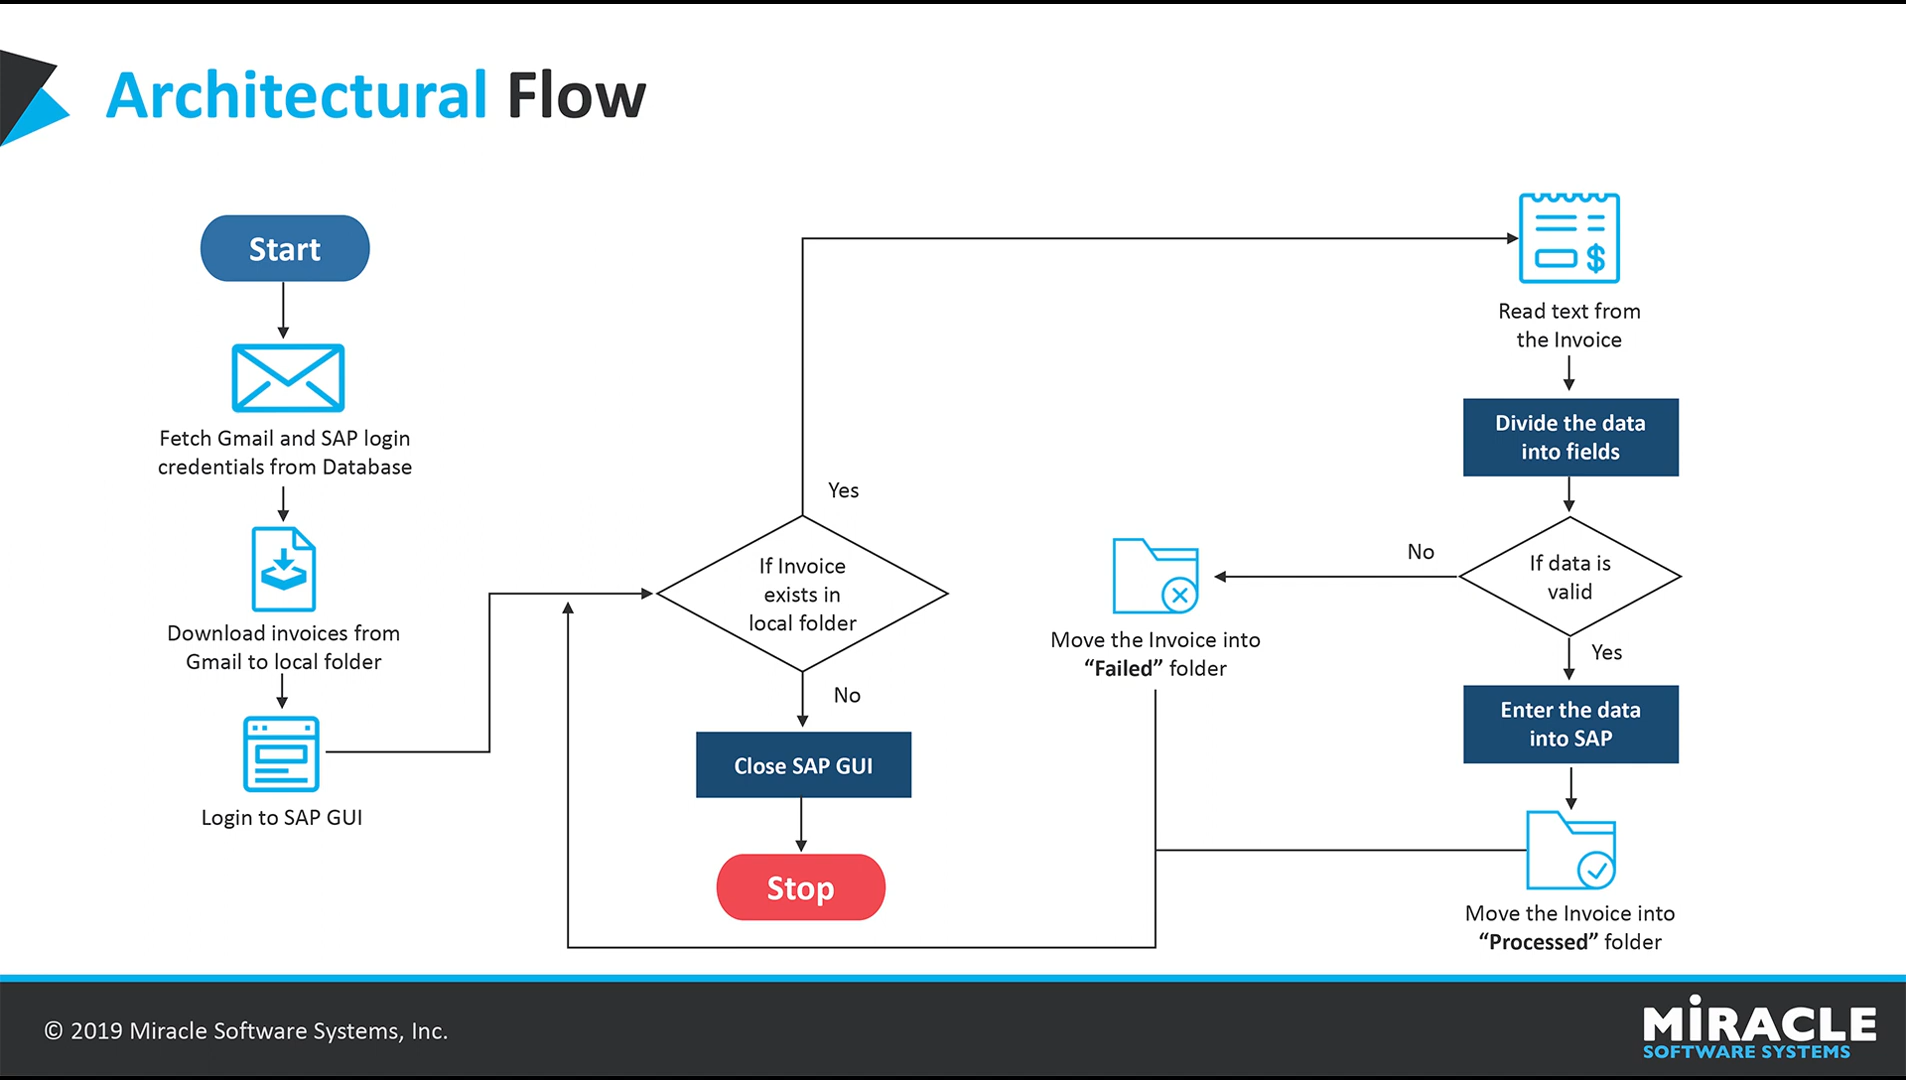 Architectural Flow
Start
Fetch Gmail and SAP login
credentials from Database
Download invoices from
Gmail to local folder
Login to SAP GUI
Yes
If Invoice
exists in
local folder
No
Close SAP GUI
Stop
$
Read text from
the Invoice
Divide the data
into fields
If data is
valid
No
Move the Invoice into
“Failed” folder
Yes
Enter the data
into SAP
Move the Invoice into
“Processed” folder
© 2019 Miracle Software Systems, Inc.
MiRACLE
SOFTWARE SYSTEMS